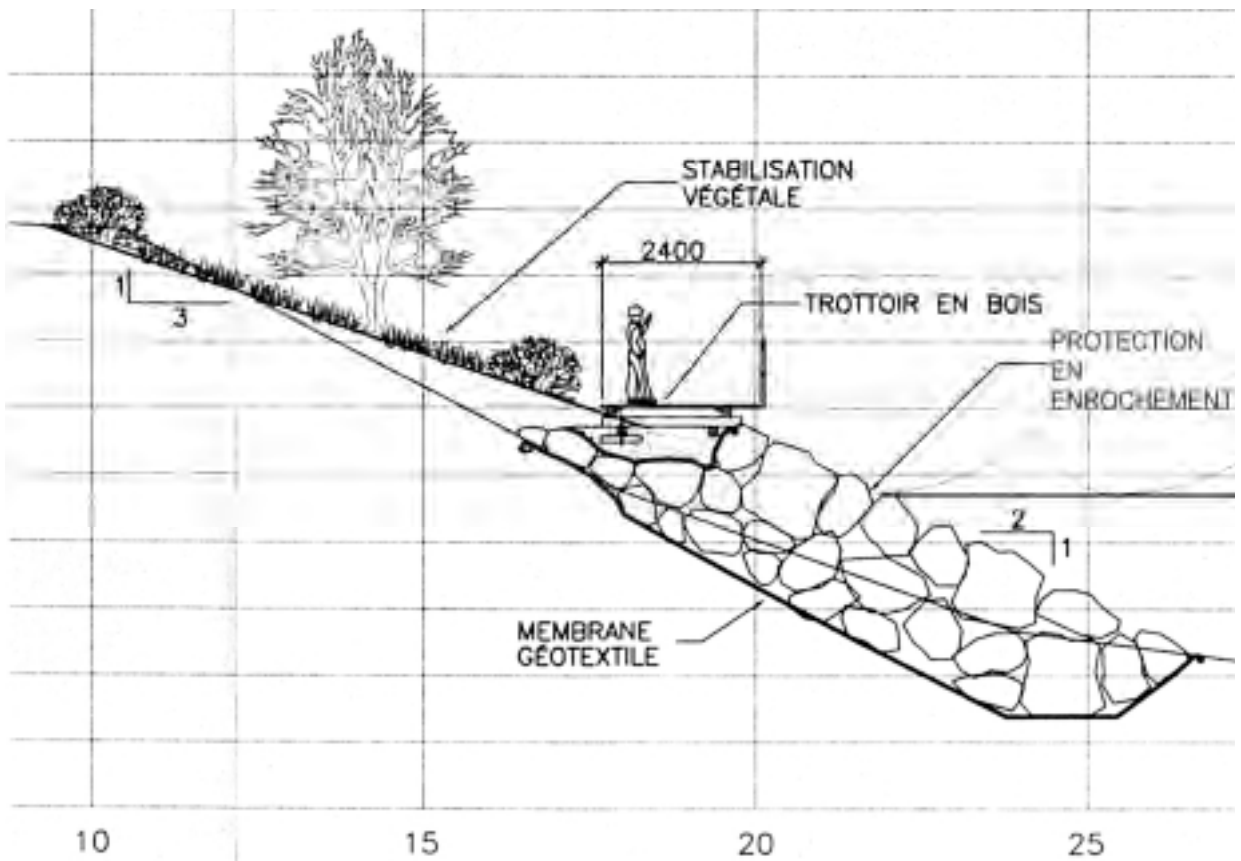 STABILISATION
VÉGÉTALE
2400
TROTTOIR EN BOIS
1
3
PROTECTION
EN
ENROCHEMENT
2
1
MEMBRANE
GÉOTEXTILE
10 15 20 25